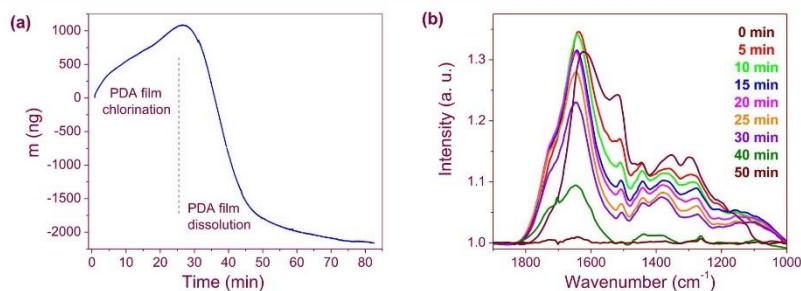 (a)
1000
500
0
-500
-1000
-1500
-2000
m (ng)
PDA film
chlorination
PDA film
dissolution
0 10 20 30 40 50 60 70 80
Time (min)
(b)
1.3
1.2
1.1
1.0
Intensity (a. u.)
0 min
5 min
10 min
15 min
20 min
25 min
30 min
40 min
50 min
1800 1600 1400 1200 1000
Wavenumber (cm⁻¹)